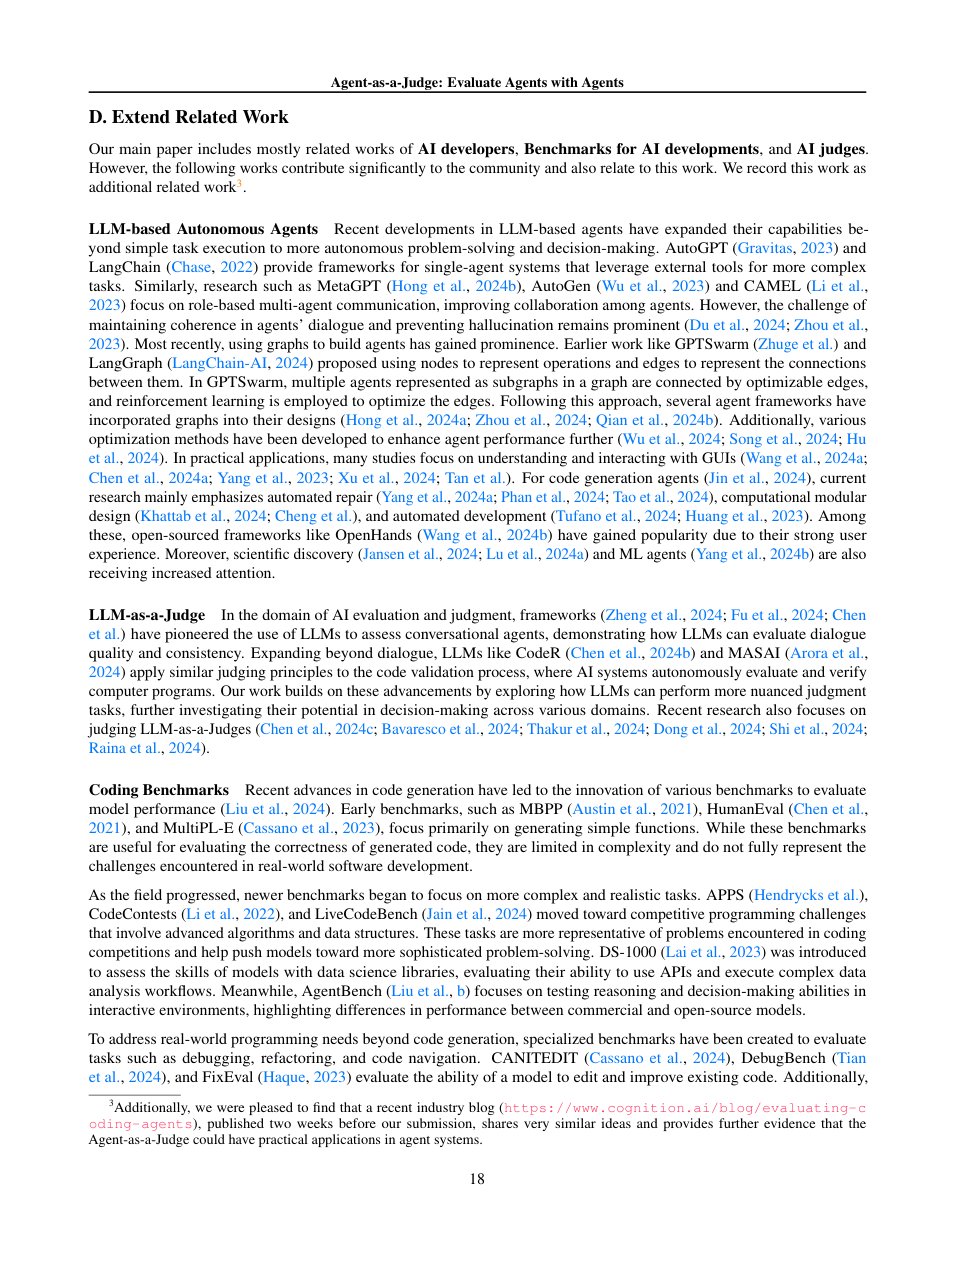 Agent-as-a-Judge: Evaluate Agents with Agents
D. Extend Related Work
Our main paper includes mostly related works of AI developers, Benchmarks for AI developments, and AI judges.
However, the following works contribute significantly to the community and also relate to this work. We record this work as
additional related work3.
LLM-based Autonomous Agents Recent developments in LLM-based agents have expanded their capabilities be-
yond simple task execution to more autonomous problem-solving and decision-making. AutoGPT (Gravitas, 2023) and
LangChain (Chase, 2022) provide frameworks for single-agent systems that leverage external tools for more complex
tasks. Similarly, research such as MetaGPT (Hong et al., 2024b), AutoGen (Wu et al., 2023) and CAMEL (Li et al.,
2023) focus on role-based multi-agent communication, improving collaboration among agents. However, the challenge of
maintaining coherence in agents' dialogue and preventing hallucination remains prominent (Du et al., 2024; Zhou et al.,
2023). Most recently, using graphs to build agents has gained prominence. Earlier work like GPTSwarm (Zhuge et al.) and
LangGraph (LangChain-AI, 2024) proposed using nodes to represent operations and edges to represent the connections
between them. In GPTSwarm, multiple agents represented as subgraphs in a graph are connected by optimizable edges,
and reinforcement learning is employed to optimize the edges. Following this approach, several agent frameworks have
incorporated graphs into their designs (Hong et al., 2024a; Zhou et al., 2024; Qian et al., 2024b). Additionally, various
optimization methods have been developed to enhance agent performance further (Wu et al., 2024; Song et al., 2024; Hu
et al., 2024). In practical applications, many studies focus on understanding and interacting with GUIs (Wang et al., 2024a;
Chen et al., 2024a; Yang et al., 2023; Xu et al., 2024; Tan et al.). For code generation agents (Jin et al., 2024), current
research mainly emphasizes automated repair (Yang et al., 2024a; Phan et al., 2024; Tao et al., 2024), computational modular
design (Khattab et al., 2024; Cheng et al.), and automated development (Tufano et al., 2024; Huang et al., 2023). Among
these, open-sourced frameworks like OpenHands (Wang et al., 2024b) have gained popularity due to their strong user
experience. Moreover, scientific discovery (Jansen et al., 2024; Lu et al., 2024a) and ML agents (Yang et al., 2024b) are also
receiving increased attention.
LLM-as-a-Judge In the domain of AI evaluation and judgment, frameworks (Zheng et al., 2024; Fu et al., 2024; Chen
et al.) have pioneered the use of LLMs to assess conversational agents, demonstrating how LLMs can evaluate dialogue
quality and consistency. Expanding beyond dialogue, LLMs like CodeR (Chen et al., 2024b) and MASAI (Arora et al.,
2024) apply similar judging principles to the code validation process, where AI systems autonomously evaluate and verify
computer programs. Our work builds on these advancements by exploring how LLMs can perform more nuanced judgment
tasks, further investigating their potential in decision-making across various domains. Recent research also focuses on
judging LLM-as-a-Judges (Chen et al., 2024c; Bavaresco et al., 2024; Thakur et al., 2024; Dong et al., 2024; Shi et al., 2024;
Raina et al., 2024).
Coding Benchmarks Recent advances in code generation have led to the innovation of various benchmarks to evaluate
model performance (Liu et al., 2024). Early benchmarks, such as MBPP (Austin et al., 2021), HumanEval (Chen et al.,
2021), and MultiPL-E (Cassano et al., 2023), focus primarily on generating simple functions. While these benchmarks
are useful for evaluating the correctness of generated code, they are limited in complexity and do not fully represent the
challenges encountered in real-world software development.
As the field progressed, newer benchmarks began to focus on more complex and realistic tasks. APPS (Hendrycks et al.),
CodeContests (Li et al., 2022), and LiveCodeBench (Jain et al., 2024) moved toward competitive programming challenges
that involve advanced algorithms and data structures. These tasks are more representative of problems encountered in coding
competitions and help push models toward more sophisticated problem-solving. DS-1000 (Lai et al., 2023) was introduced
to assess the skills of models with data science libraries, evaluating their ability to use APIs and execute complex data
analysis workflows. Meanwhile, AgentBench (Liu et al., b) focuses on testing reasoning and decision-making abilities in
interactive environments, highlighting differences in performance between commercial and open-source models.
To address real-world programming needs beyond code generation, specialized benchmarks have been created to evaluate
tasks such as debugging, refactoring, and code navigation. CANITEDIT (Cassano et al., 2024), DebugBench (Tian
et al., 2024), and FixEval (Haque, 2023) evaluate the ability of a model to edit and improve existing code. Additionally,
3Additionally, we were pleased to find that a recent industry blog (https://www.cognition.ai/blog/evaluating-c
oding-agents), published two weeks before our submission, shares very similar ideas and provides further evidence that the
Agent-as-a-Judge could have practical applications in agent systems.
18